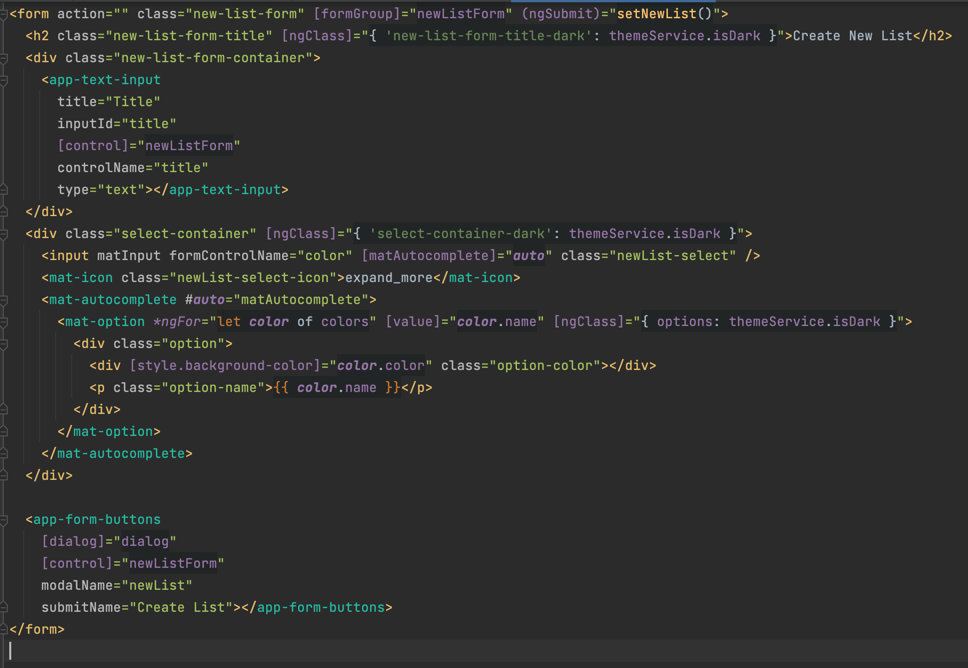 <form action="" class="new-list-form" [formGroup]="newListForm" (ngSubmit)="setNewList()">
  <h2 class="new-list-form-title" [ngClass]="{ 'new-list-form-title-dark': themeService.isDark }">Create New List</h2>
  <div class="new-list-form-container">
    <app-text-input
      title="Title"
      inputId="title"
      [control]="newListForm"
      controlName="title"
      type="text"></app-text-input>
  </div>
  <div class="select-container" [ngClass]="{ 'select-container-dark': themeService.isDark }">
    <input matInput formControlName="color" [matAutocomplete]="auto" class="newList-select" />
    <mat-icon class="newList-select-icon">expand_more</mat-icon>
    <mat-autocomplete #auto="matAutocomplete">
      <mat-option *ngFor="let color of colors" [value]="color.name" [ngClass]="{ options: themeService.isDark }">
        <div class="option">
          <div [style.background-color]="color.color" class="option-color"></div>
          <p class="option-name">{{ color.name }}</p>
        </div>
      </mat-option>
    </mat-autocomplete>
  </div>

  <app-form-buttons
    [dialog]="dialog"
    [control]="newListForm"
    modalName="newList"
    submitName="Create List"></app-form-buttons>
</form>